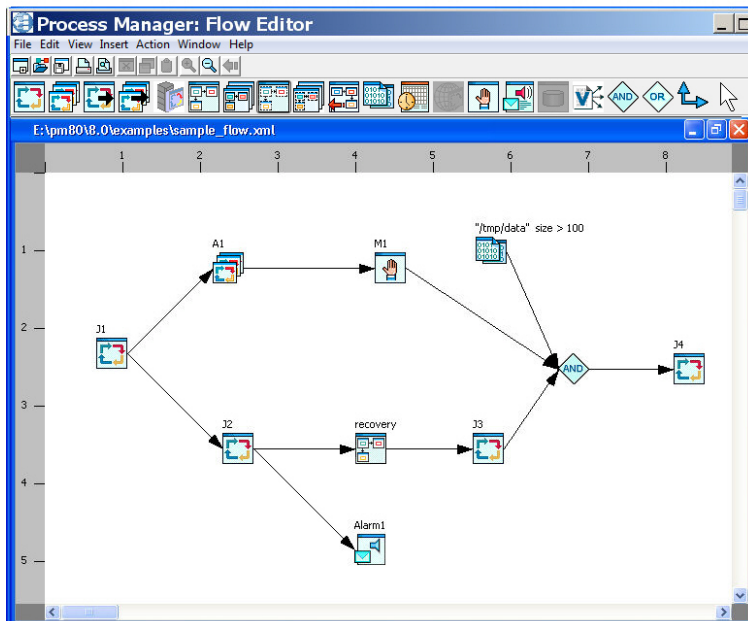 Process Manager: Flow Editor
File Edit View Insert Action Window Help
AND OR
E:\pm80\8.0\examples\sample_flow.xml
1 2 3 4 5 6 7 8
"/tmp/data" size > 100
A1 M1
1
J1
2
J4
AND
3
J2 recovery J3
4
Alarm1
5